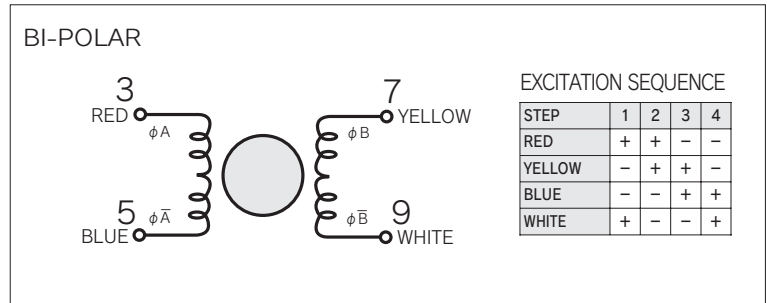 BI-POLAR
3
RED
φA
5
φA̅
BLUE
7
YELLOW
φB
9
φB̅
WHITE
EXCITATION SEQUENCE
STEP 1 2 3 4
RED + + − −
YELLOW − + + −
BLUE − − + +
WHITE + − − +